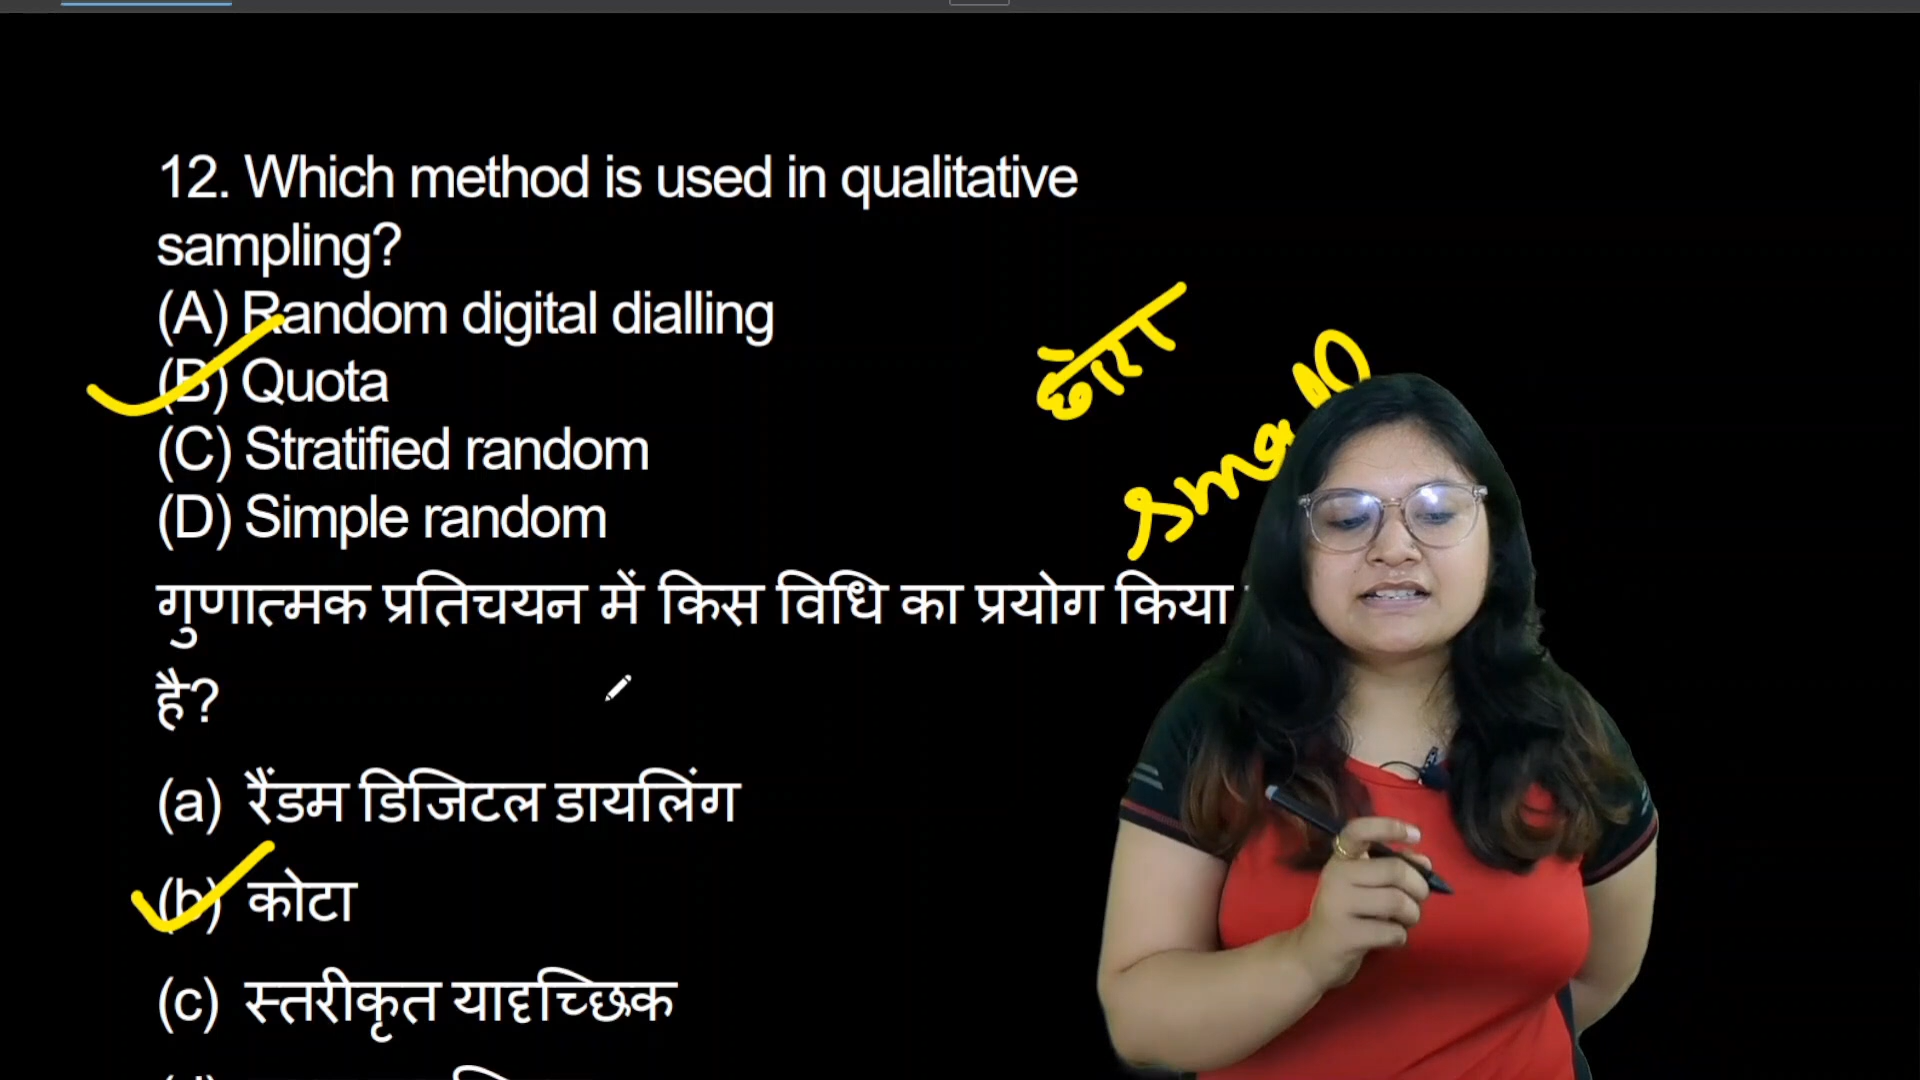 12. Which method is used in qualitative
sampling?
(A) Random digital dialling
(B) Quota
(C) Stratified random
(D) Simple random
छोटा
small
गुणात्मक प्रतिचयन में किस विधि का प्रयोग किया
है?
(a) रैंडम डिजिटल डायलिंग
(b) कोटा
(c) स्तरीकृत यादृच्छिक